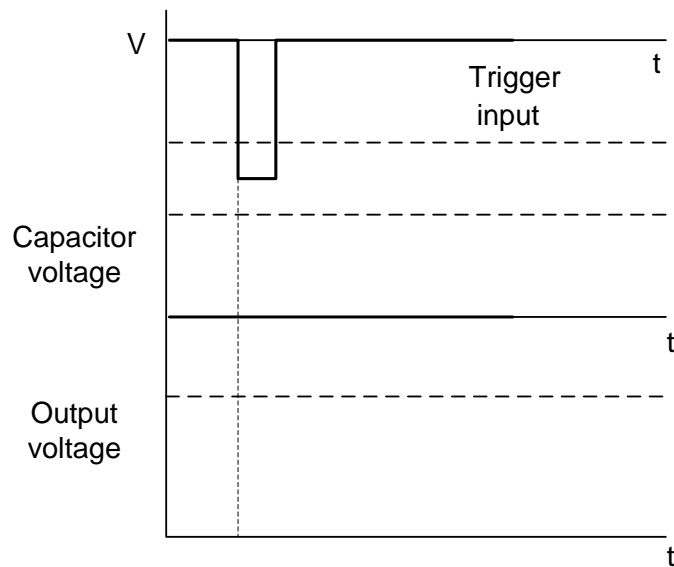 V
t
Trigger
input
Capacitor
voltage
t
Output
voltage
t